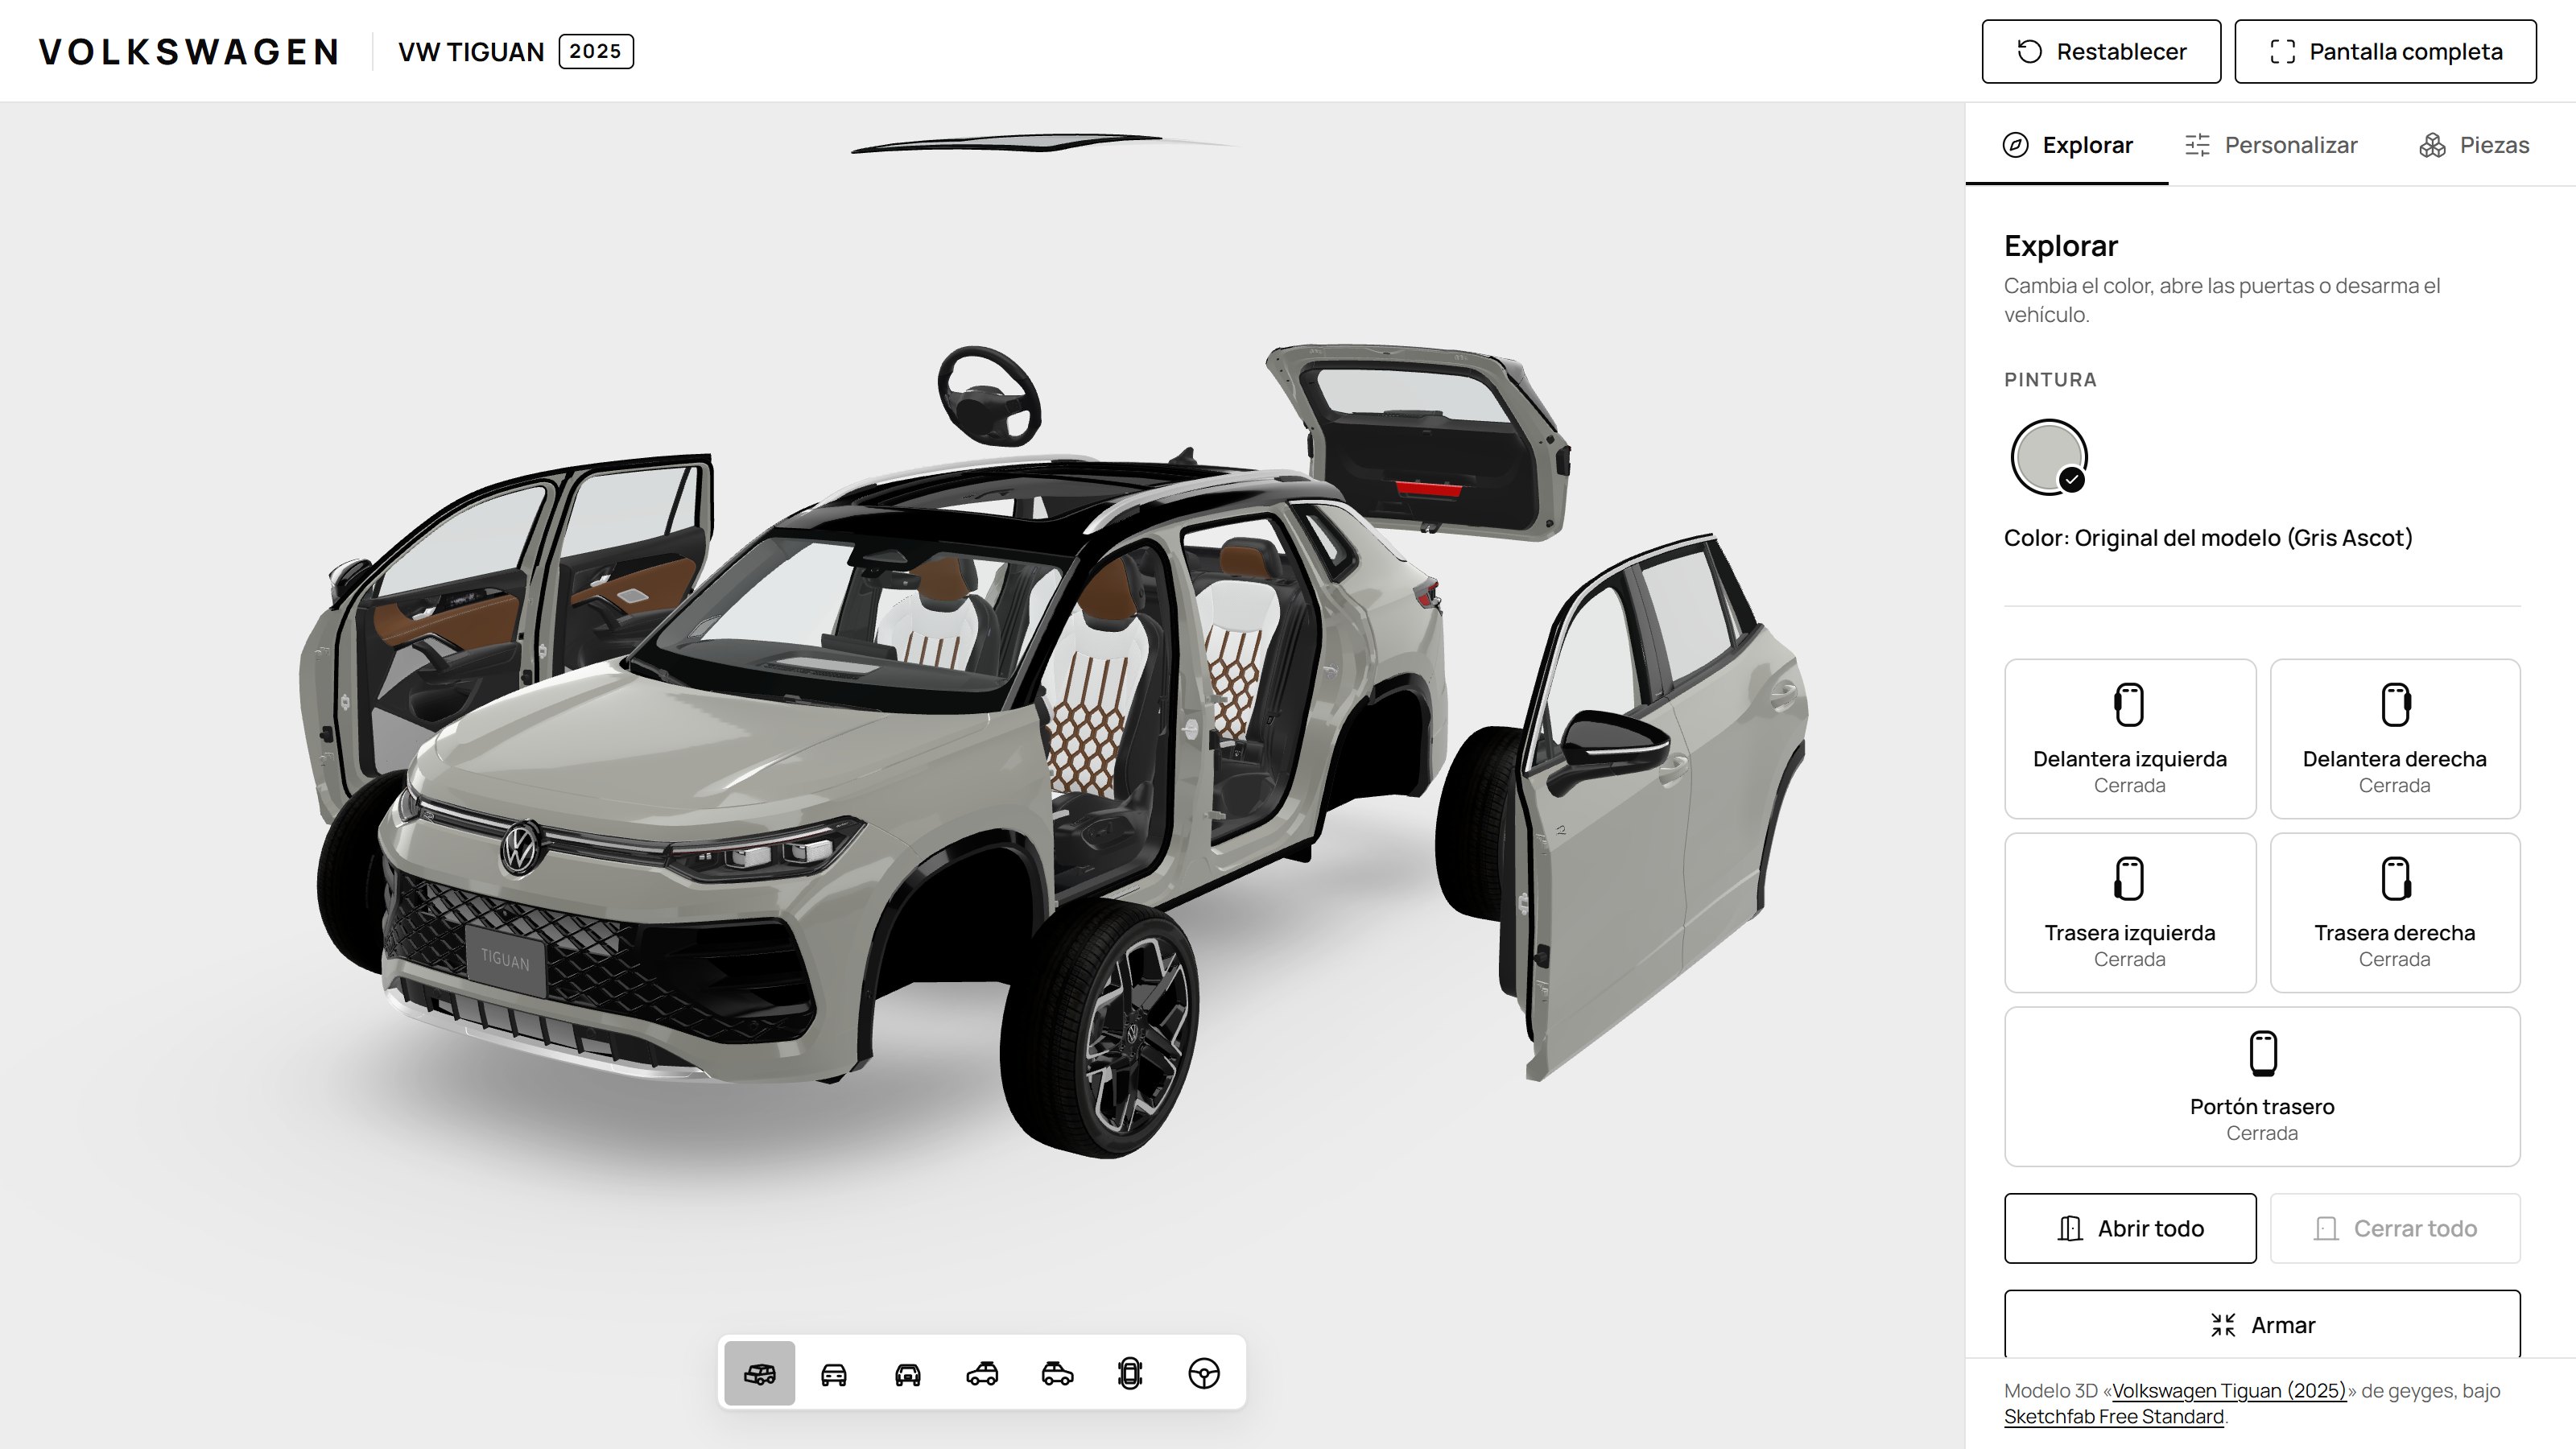 VOLKSWAGEN
VW TIGUAN
2025
Restablecer
Pantalla completa
Explorar
Personalizar
Piezas
Explorar
Cambia el color, abre las puertas o desarma el
vehículo.
PINTURA
Color: Original del modelo (Gris Ascot)
Delantera izquierda
Cerrada
Delantera derecha
Cerrada
Trasera izquierda
Cerrada
Trasera derecha
Cerrada
Portón trasero
Cerrada
Abrir todo
Cerrar todo
Armar
Modelo 3D «Volkswagen Tiguan (2025)» de geyges, bajo
Sketchfab Free Standard.
TIGUAN